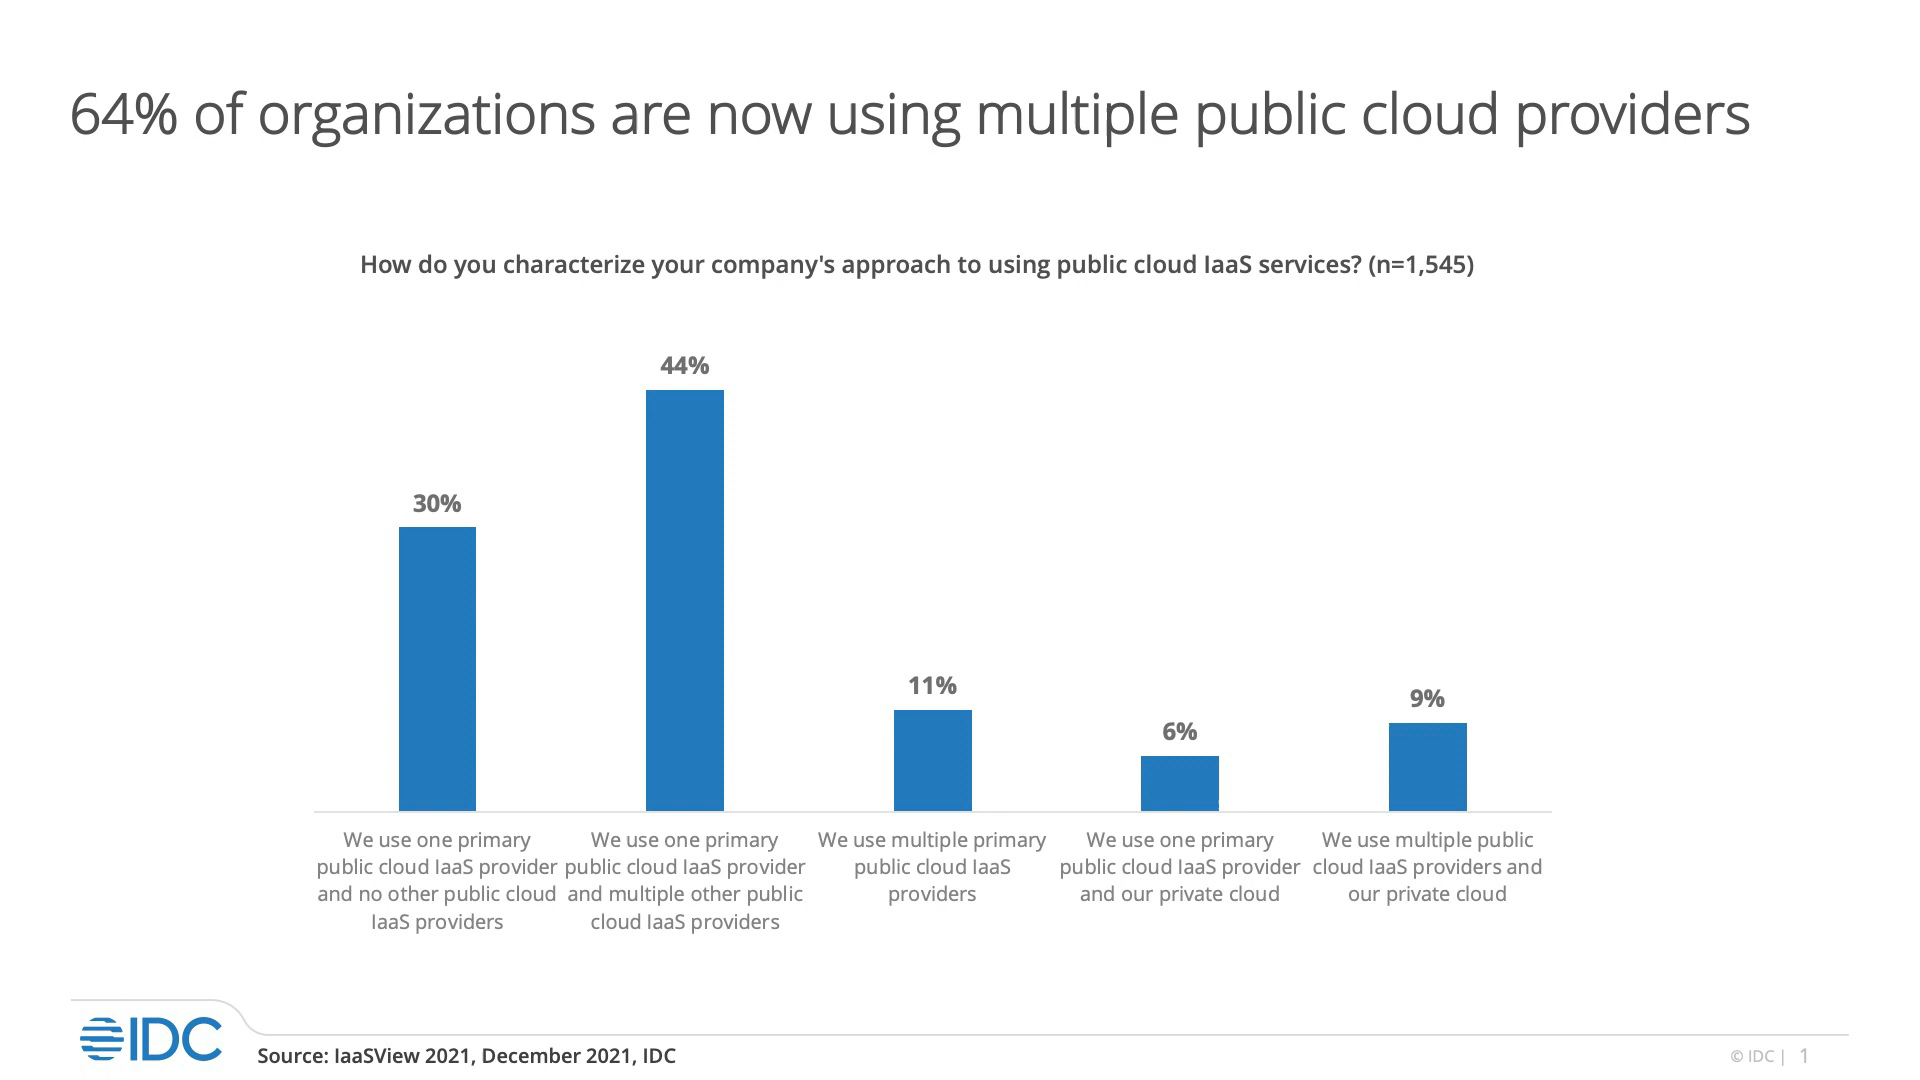 64% of organizations are now using multiple public cloud providers
How do you characterize your company's approach to using public cloud IaaS services? (n=1,545)
30%
44%
11%
6%
9%
We use one primary
public cloud IaaS provider
and no other public cloud
IaaS providers
We use one primary
public cloud IaaS provider
and multiple other public
cloud IaaS providers
We use multiple primary
public cloud IaaS
providers
We use one primary
public cloud IaaS provider
and our private cloud
We use multiple public
cloud IaaS providers and
our private cloud
IDC
Source: IaaSView 2021, December 2021, IDC
© IDC | 1